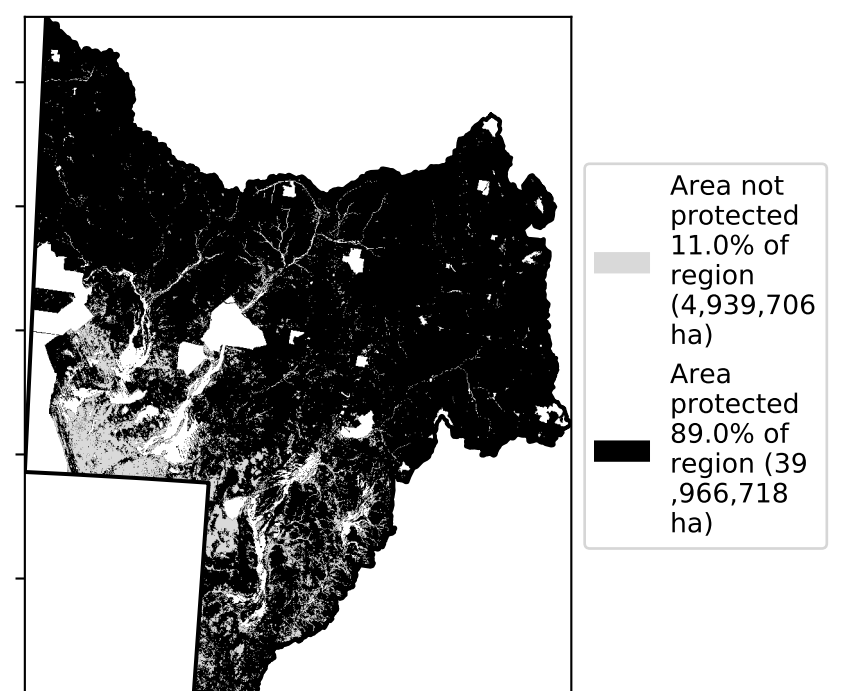 Area not
protected
11.0% of
region
(4,939,706
ha)
Area
protected
89.0% of
region (39
,966,718
ha)